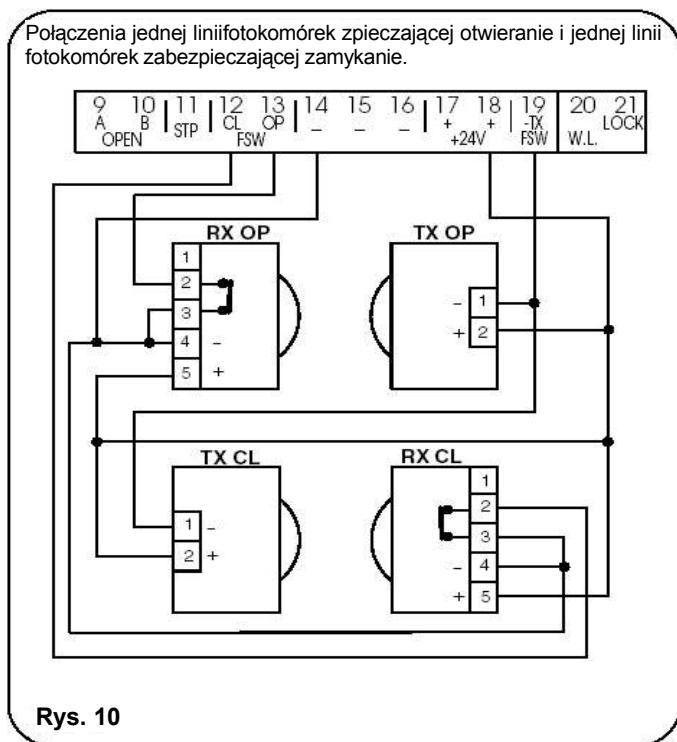 Połączenia jednej liniifotokomórek zpieczającej otwieranie i jednej linii
fotokomórek zabezpieczającej zamykanie.
9 10 11 12 13 14 15 16 17 18 19 20 21
A B STP CL OP – – – + + -TX LOCK
OPEN FSW +24V FSW W.L.
RX OP TX OP
1
2
3
4 -
5 +
- 1
+ 2
TX CL RX CL
1 -
2 +
1
2
3
- 4
+ 5
Rys. 10